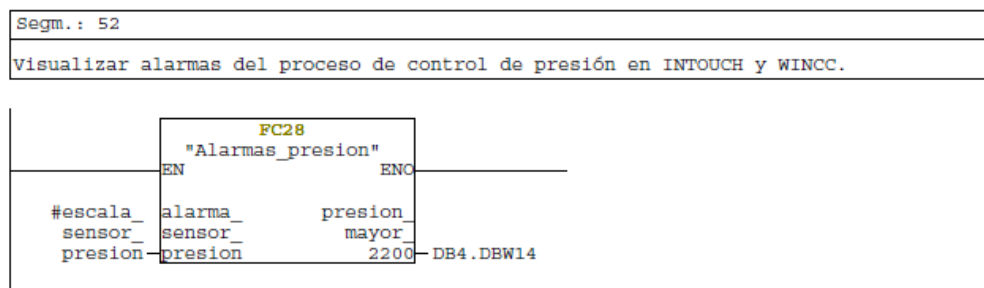 Segm.: 52
Visualizar alarmas del proceso de control de presión en INTOUCH y WINCC.
FC28
"Alarmas_presion"
EN ENO
#escala_ alarma_ presion_
sensor_ sensor_ mayor_
presion presion 2200 DB4.DBW14